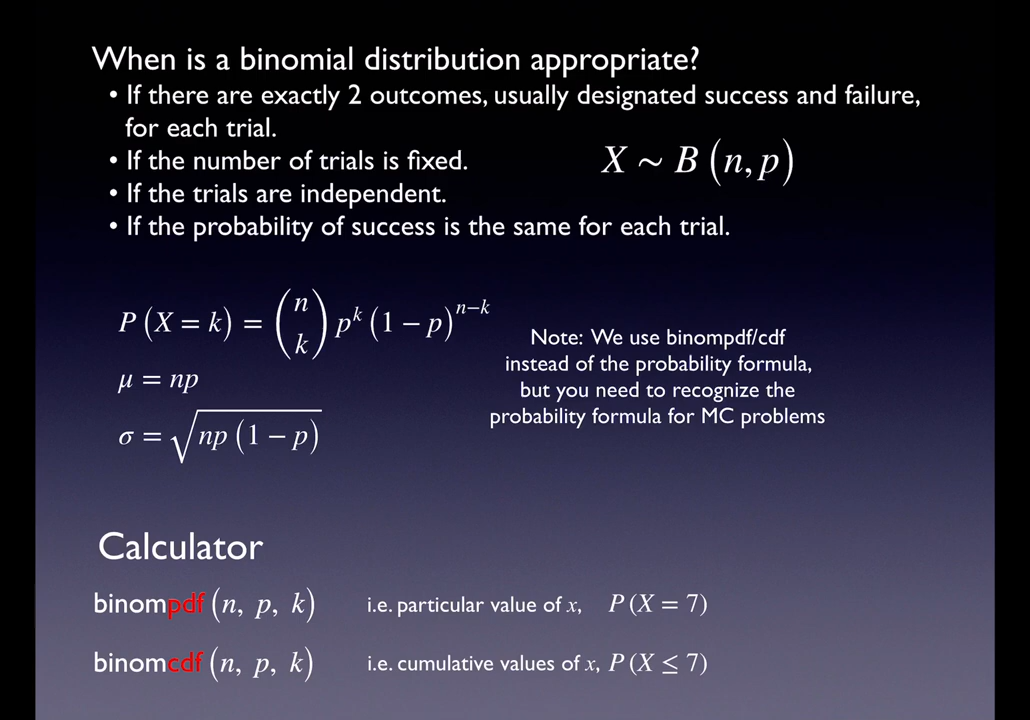 When is a binomial distribution appropriate?
• If there are exactly 2 outcomes, usually designated success and failure,
for each trial.
• If the number of trials is fixed.
X ~ B (n, p)
• If the trials are independent.
• If the probability of success is the same for each trial.
P (X = k) = (n k) p^k (1 − p)^{n−k}
μ = np
σ = √(np (1 − p))
Note: We use binompdf/cdf
instead of the probability formula,
but you need to recognize the
probability formula for MC problems
Calculator
binompdf (n, p, k) i.e. particular value of x, P (X = 7)
binomcdf (n, p, k) i.e. cumulative values of x, P (X ≤ 7)